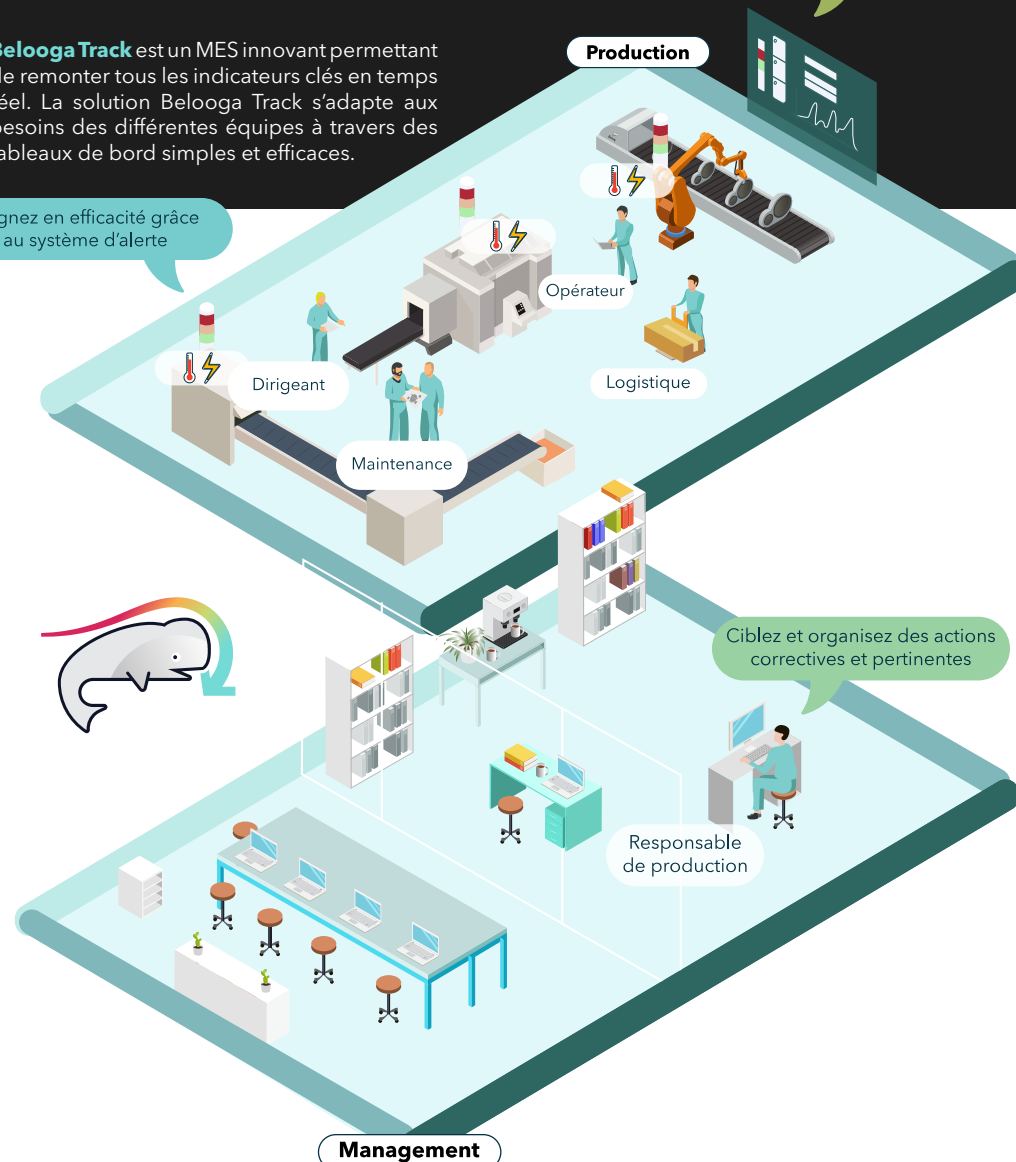 Belooga Track est un MES innovant permettant
de remonter tous les indicateurs clés en temps
réel. La solution Belooga Track s’adapte aux
besoins des différentes équipes à travers des
tableaux de bord simples et efficaces.
Production
gnez en efficacité grâce
au système d’alerte
Opérateur
Dirigeant
Logistique
Maintenance
Ciblez et organisez des actions
correctives et pertinentes
Responsable
de production
Management